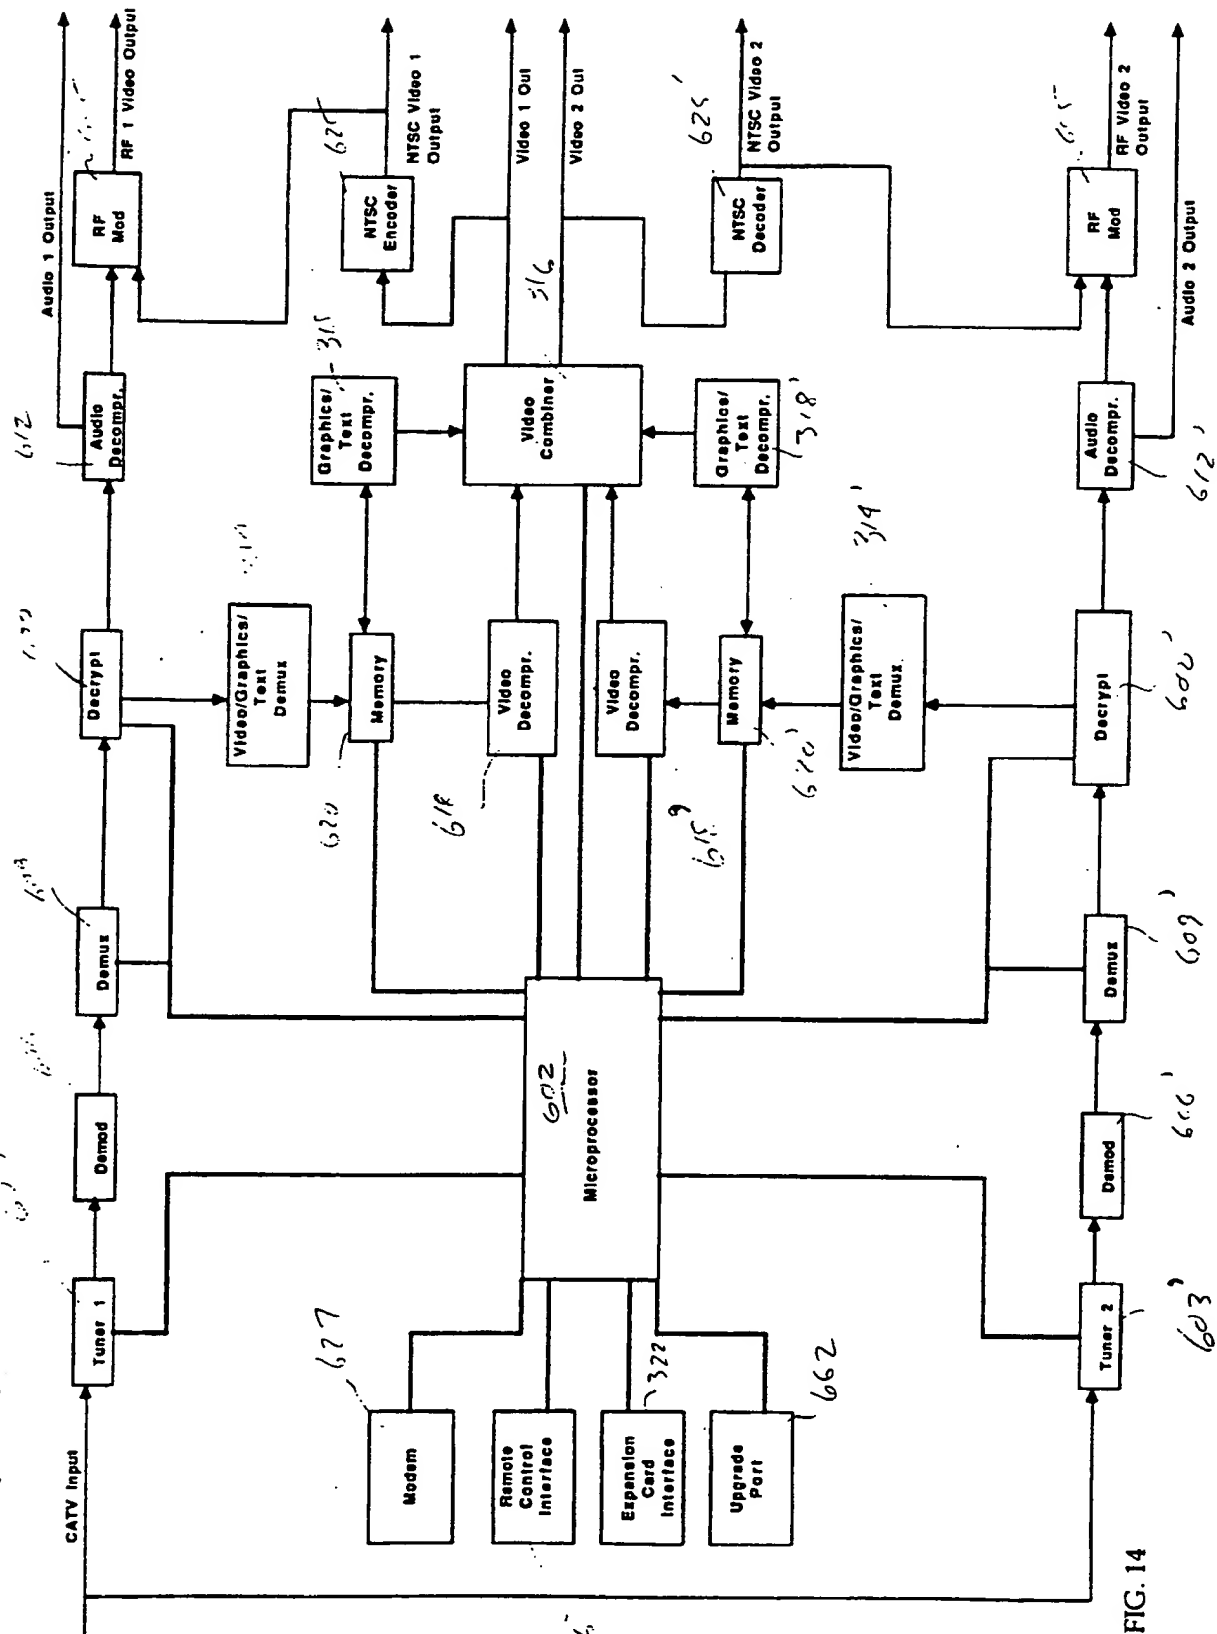 CATV Input
Tuner 1
Demod
Demux
Decrypt
Audio
Decompr.
612
Audio 1 Output
RF
Mod
RF 1 Video Output
Video/Graphics/
Text
Demux
Memory
620
Graphics/
Text
Decompr.
315
NTSC
Encoder
NTSC Video 1
Output
Modem
627
Remote
Control
Interface
Expansion
Card
Interface
322
Upgrade
Port
662
Microprocessor
602
Video
Decompr.
618
Video
Decompr.
Video
Combiner
Video 1 Out
Video 2 Out
Memory
620'
Graphics/
Text
Decompr.
318'
NTSC
Decoder
625'
NTSC Video 2
Output
Video/Graphics/
Text
Demux
314'
Tuner 2
603'
Demod
606'
Demux
609'
Decrypt
600'
Audio
Decompr.
612'
RF
Mod
RF Video 2
Output
Audio 2 Output
FIG. 14